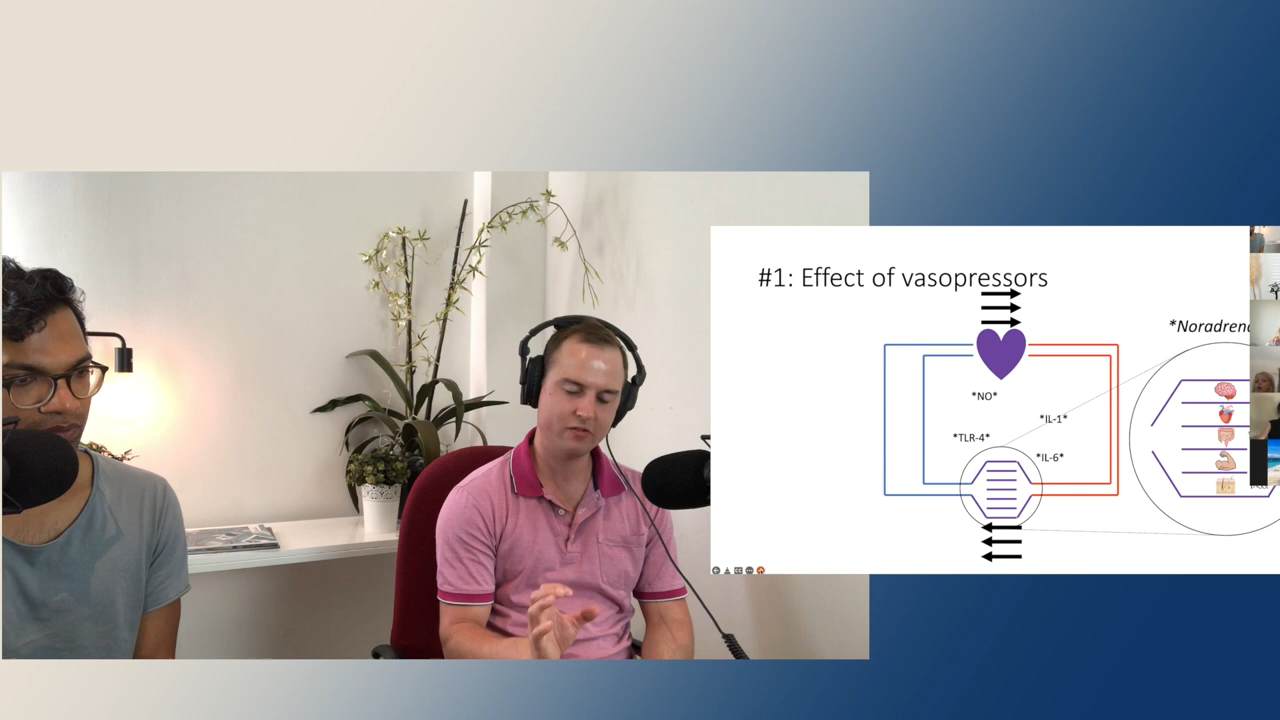 #1: Effect of vasopressors
*Noradrena
*NO*
*IL-1*
*TLR-4*
*IL-6*